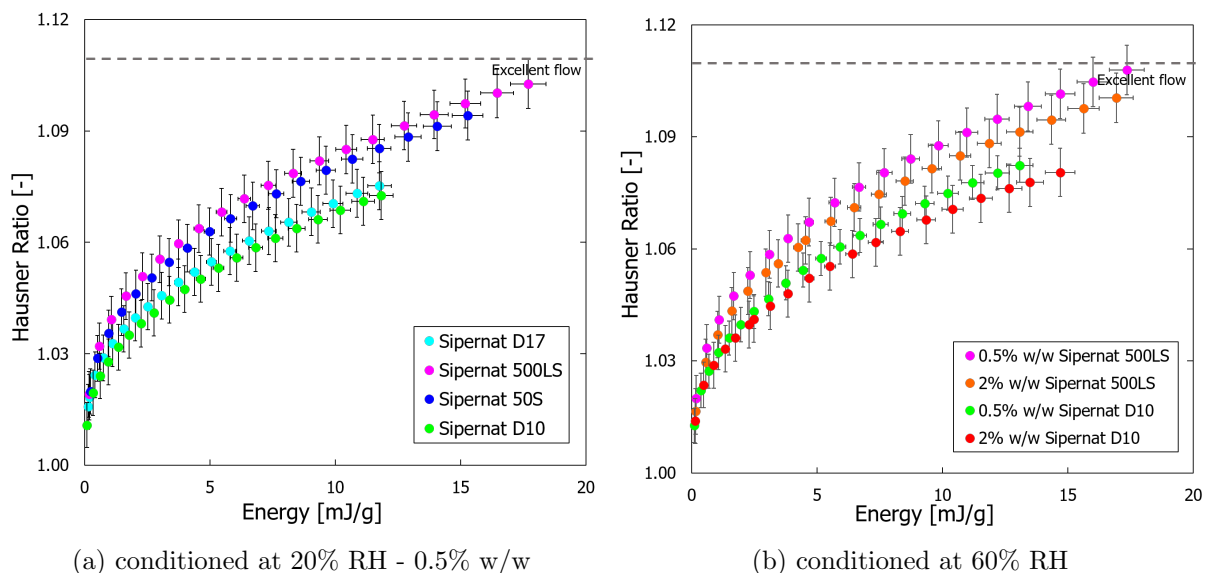 1.12
1.09
1.06
1.03
1.00
Hausner Ratio [-]
Excellent flow
Sipernat D17
Sipernat 500LS
Sipernat 50S
Sipernat D10
0 5 10 15 20
Energy [mJ/g]
(a) conditioned at 20% RH - 0.5% w/w
1.12
1.09
1.06
1.03
1.00
Hausner Ratio [-]
Excellent flow
0.5% w/w Sipernat 500LS
2% w/w Sipernat 500LS
0.5% w/w Sipernat D10
2% w/w Sipernat D10
0 5 10 15 20
Energy [mJ/g]
(b) conditioned at 60% RH